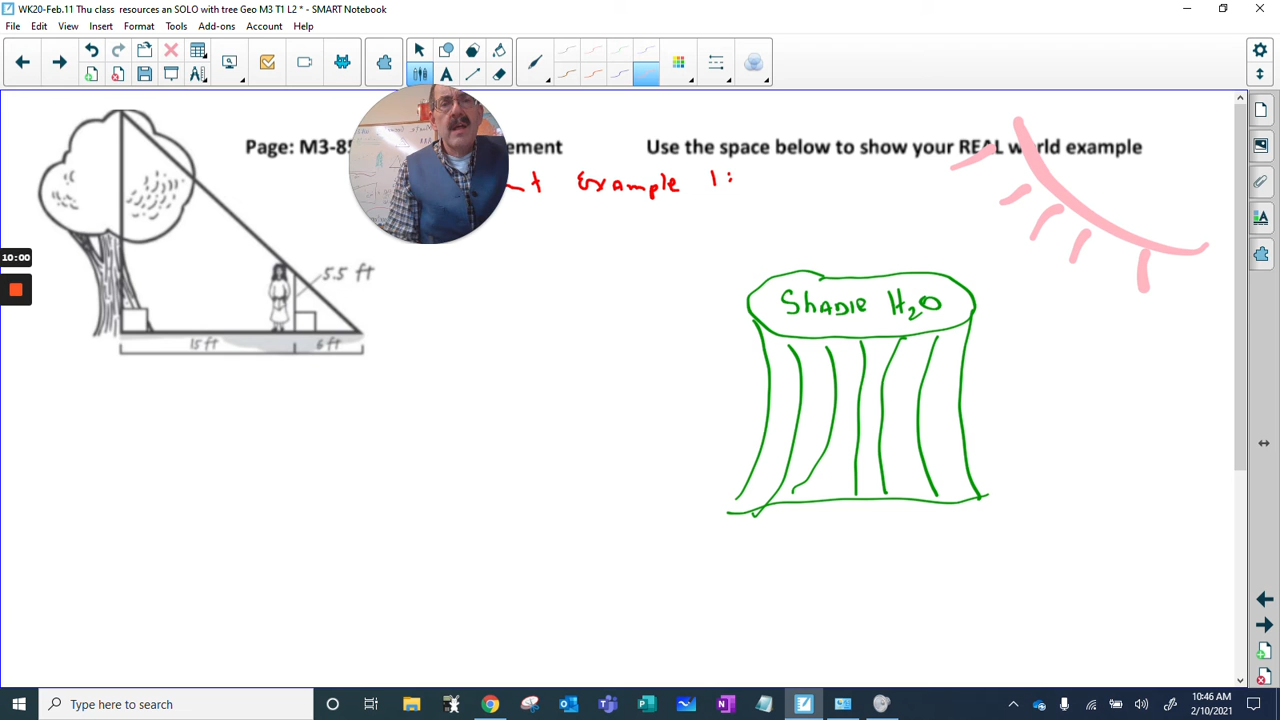 WK20-Feb.11 Thu class resources an SOLO with tree Geo M3 T1 L2 * - SMART Notebook
File Edit View Insert Format Tools Add-ons Account Help
Page: M3-8
ement
Use the space below to show your REAL world example
t Example 1:
5.5 ft
10:00
Shadie H₂O
15 ft 6 ft
Type here to search
10:46 AM
2/10/2021